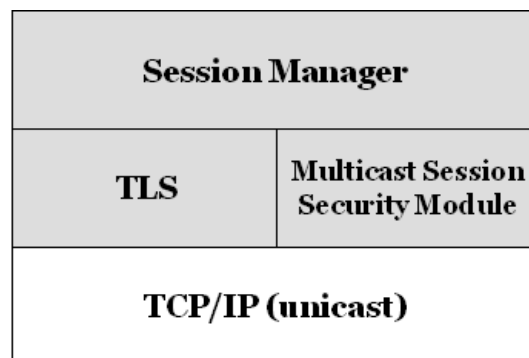 Session Manager
TLS
Multicast Session
Security Module
TCP/IP (unicast)